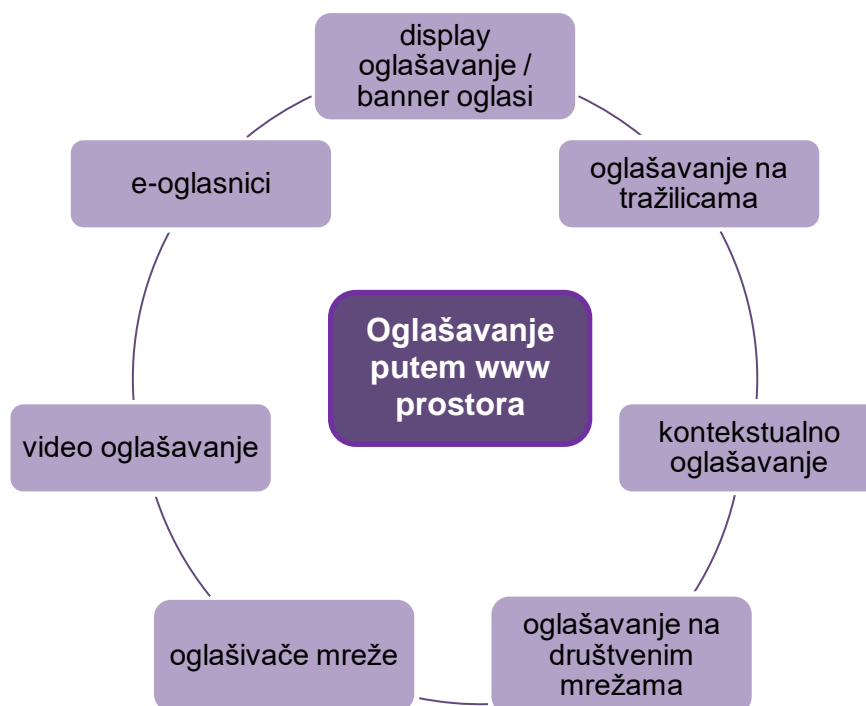 display
oglašavanje /
banner oglasi
oglašavanje na
tražilicama
kontekstualno
oglašavanje
oglašavanje na
društvenim
mrežama
oglašivače mreže
video oglašavanje
e-oglasnici
Oglašavanje
putem www
prostora